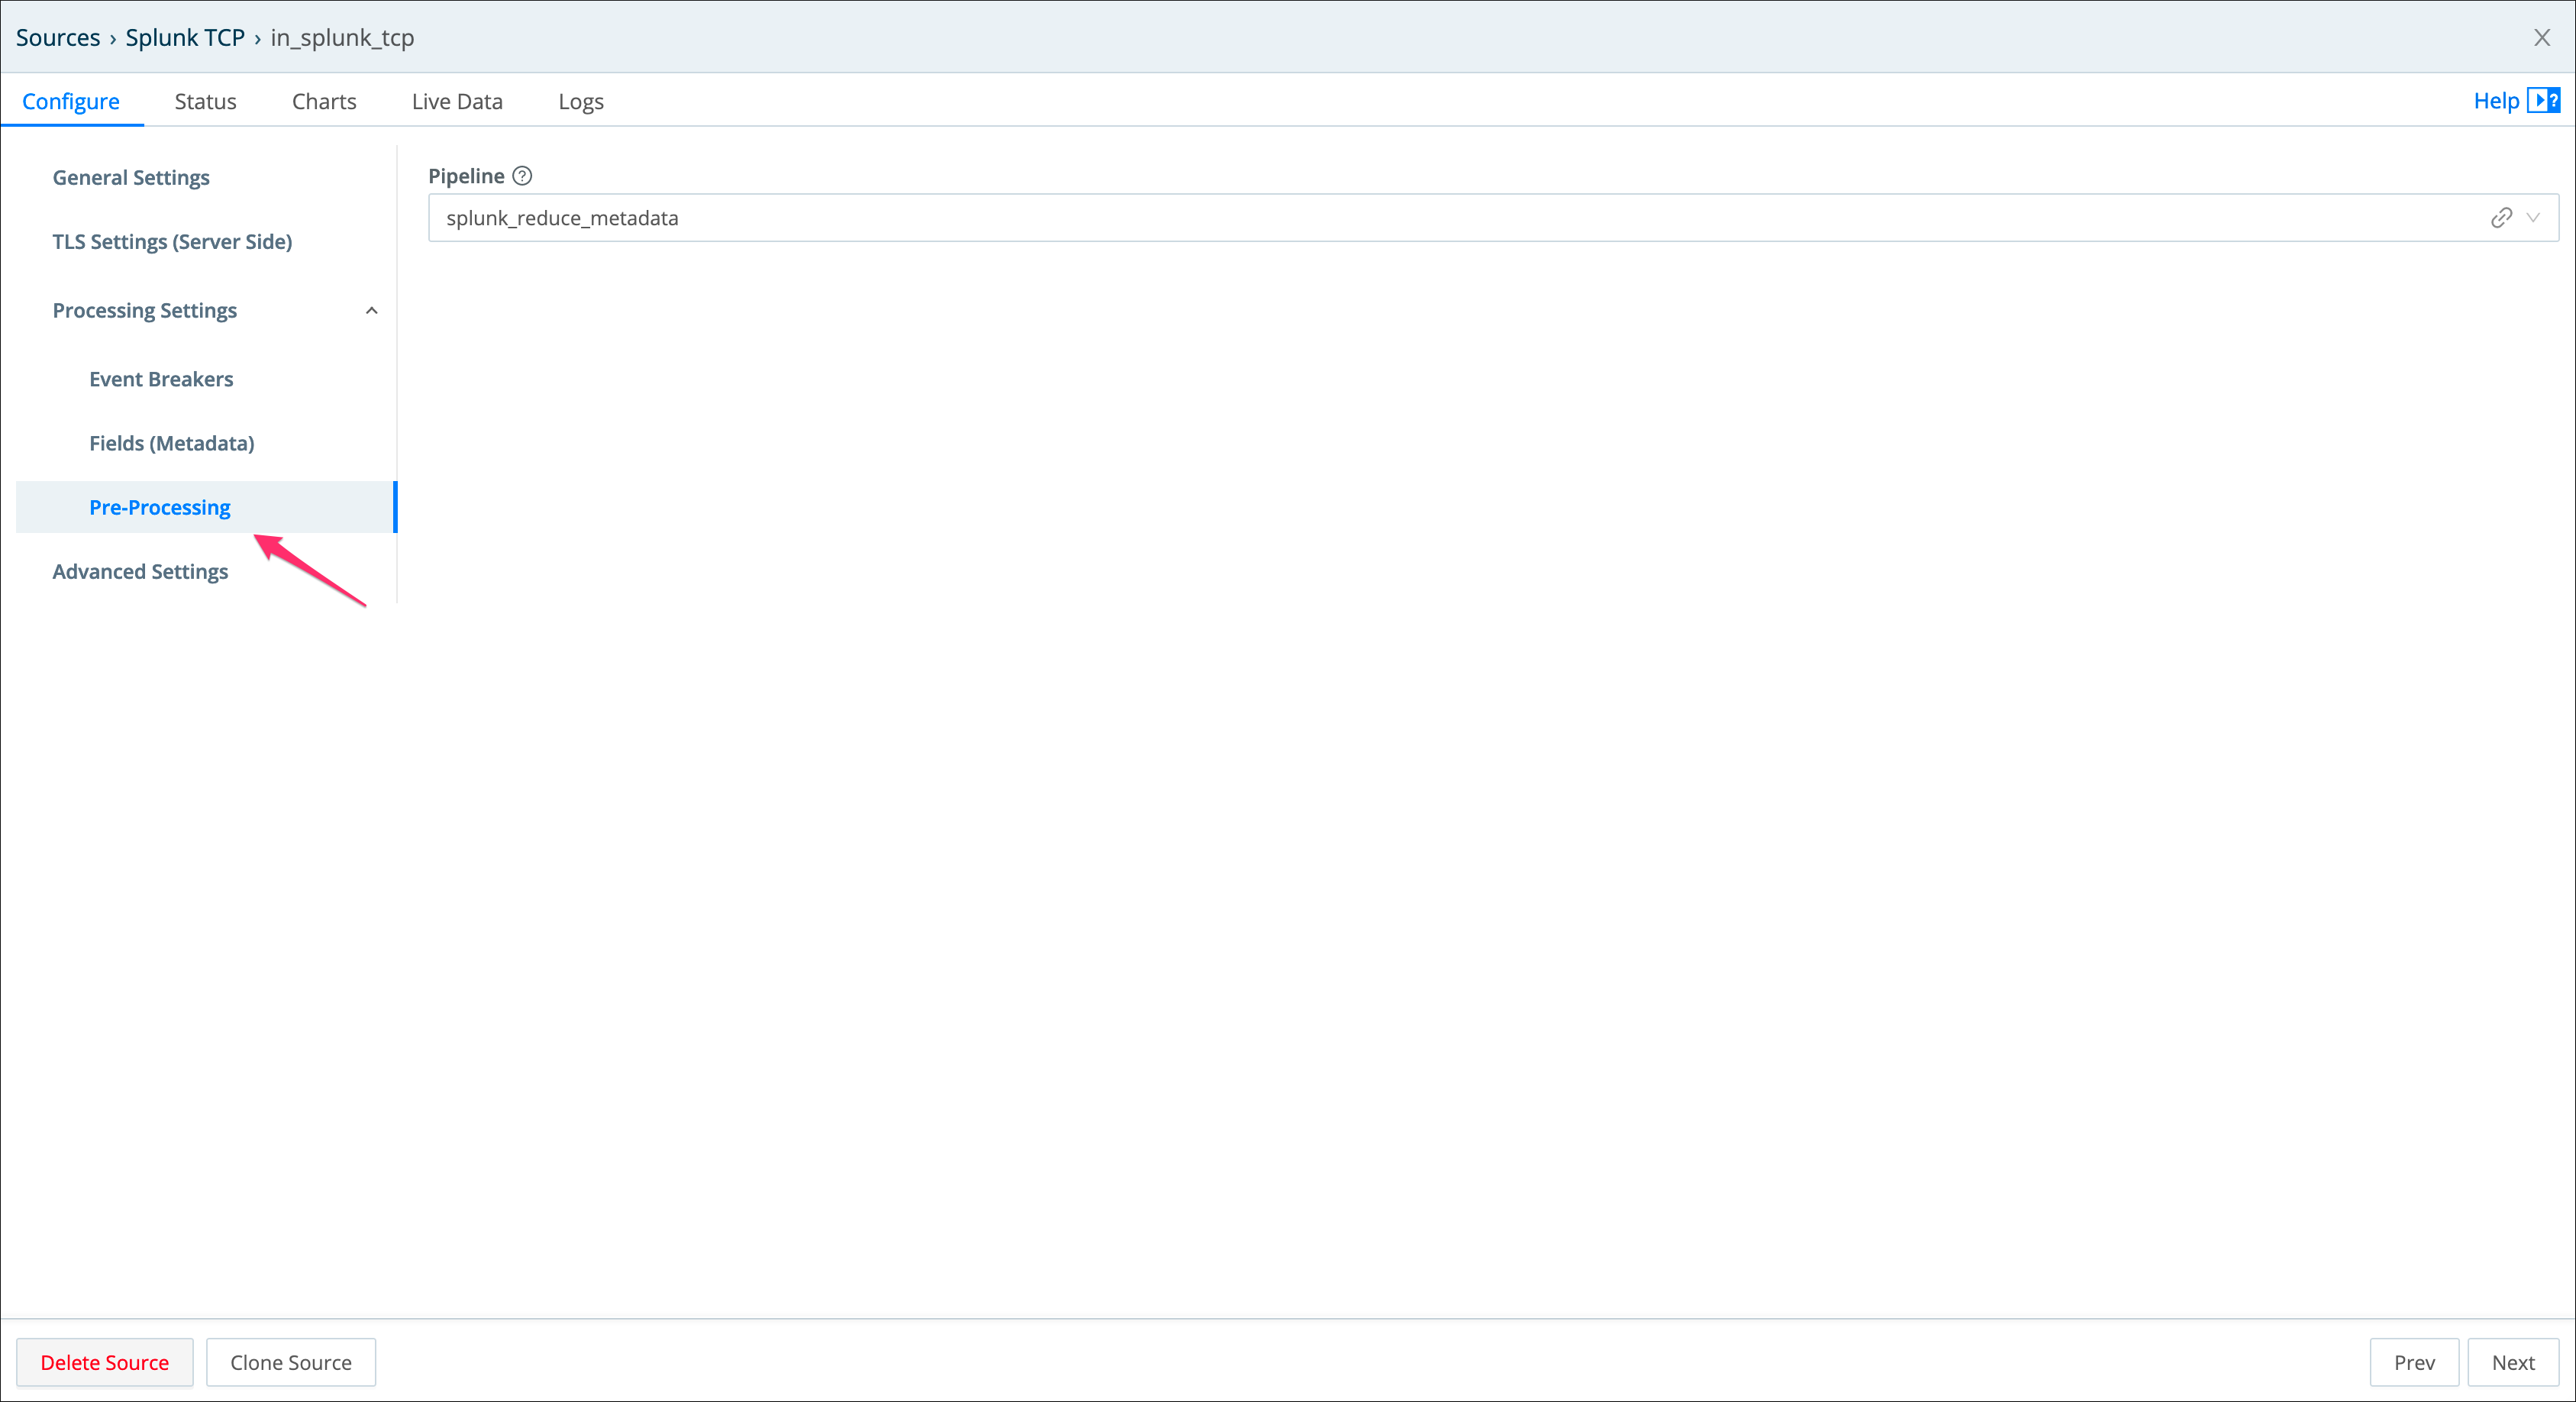 Sources › Splunk TCP › in_splunk_tcp
X
Configure Status Charts Live Data Logs
Help ?
General Settings
TLS Settings (Server Side)
Processing Settings
Event Breakers
Fields (Metadata)
Pre-Processing
Advanced Settings
Pipeline ?
splunk_reduce_metadata
Delete Source Clone Source
Prev Next